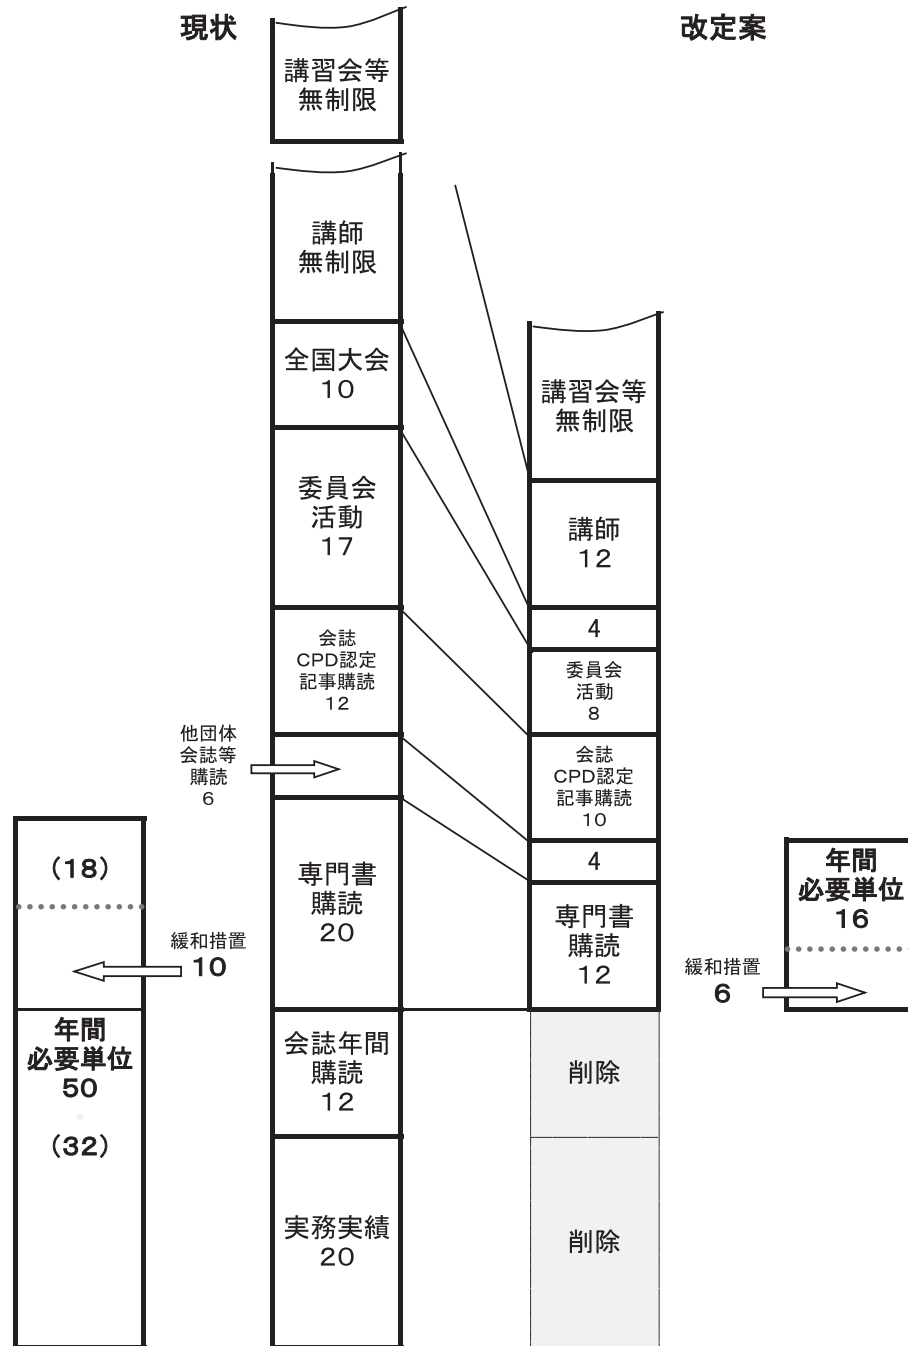 現状
改定案
講習会等
無制限
講師
無制限
全国大会
10
委員会
活動
17
会誌
CPD認定
記事購読
12
他団体
会誌等
購読
6
専門書
購読
20
会誌年間
購読
12
実務実績
20
(18)
緩和措置
10
年間
必要単位
50
(32)
講習会等
無制限
講師
12
4
委員会
活動
8
会誌
CPD認定
記事購読
10
4
専門書
購読
12
削除
削除
年間
必要単位
16
緩和措置
6